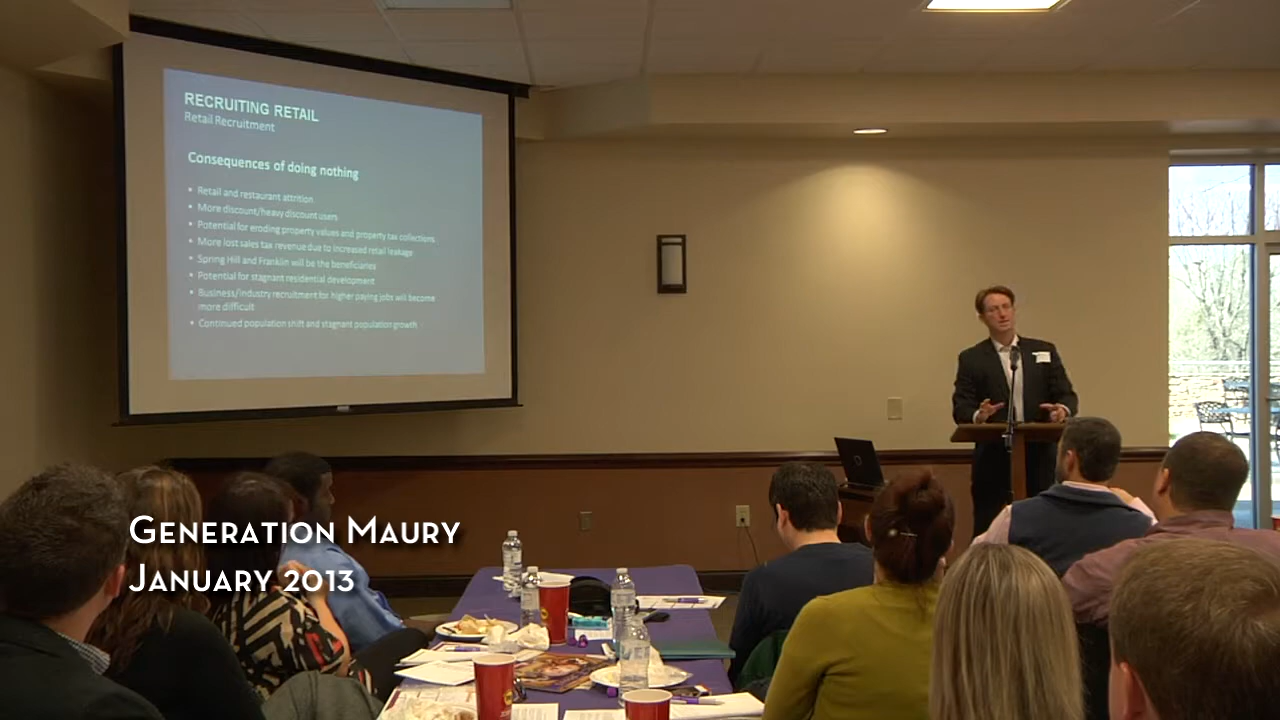 RECRUITING RETAIL
Retail Recruitment
Consequences of doing nothing
• Retail and restaurant attrition
• More discount/heavy discount users
• Potential for eroding property values and property tax collections
• More lost sales tax revenue due to increased retail leakage
• Spring Hill and Franklin will be the beneficiaries
• Potential for stagnant residential development
• Business/industry recruitment for higher paying jobs will become
more difficult
• Continued population shift and stagnant population growth
Generation Maury
January 2013